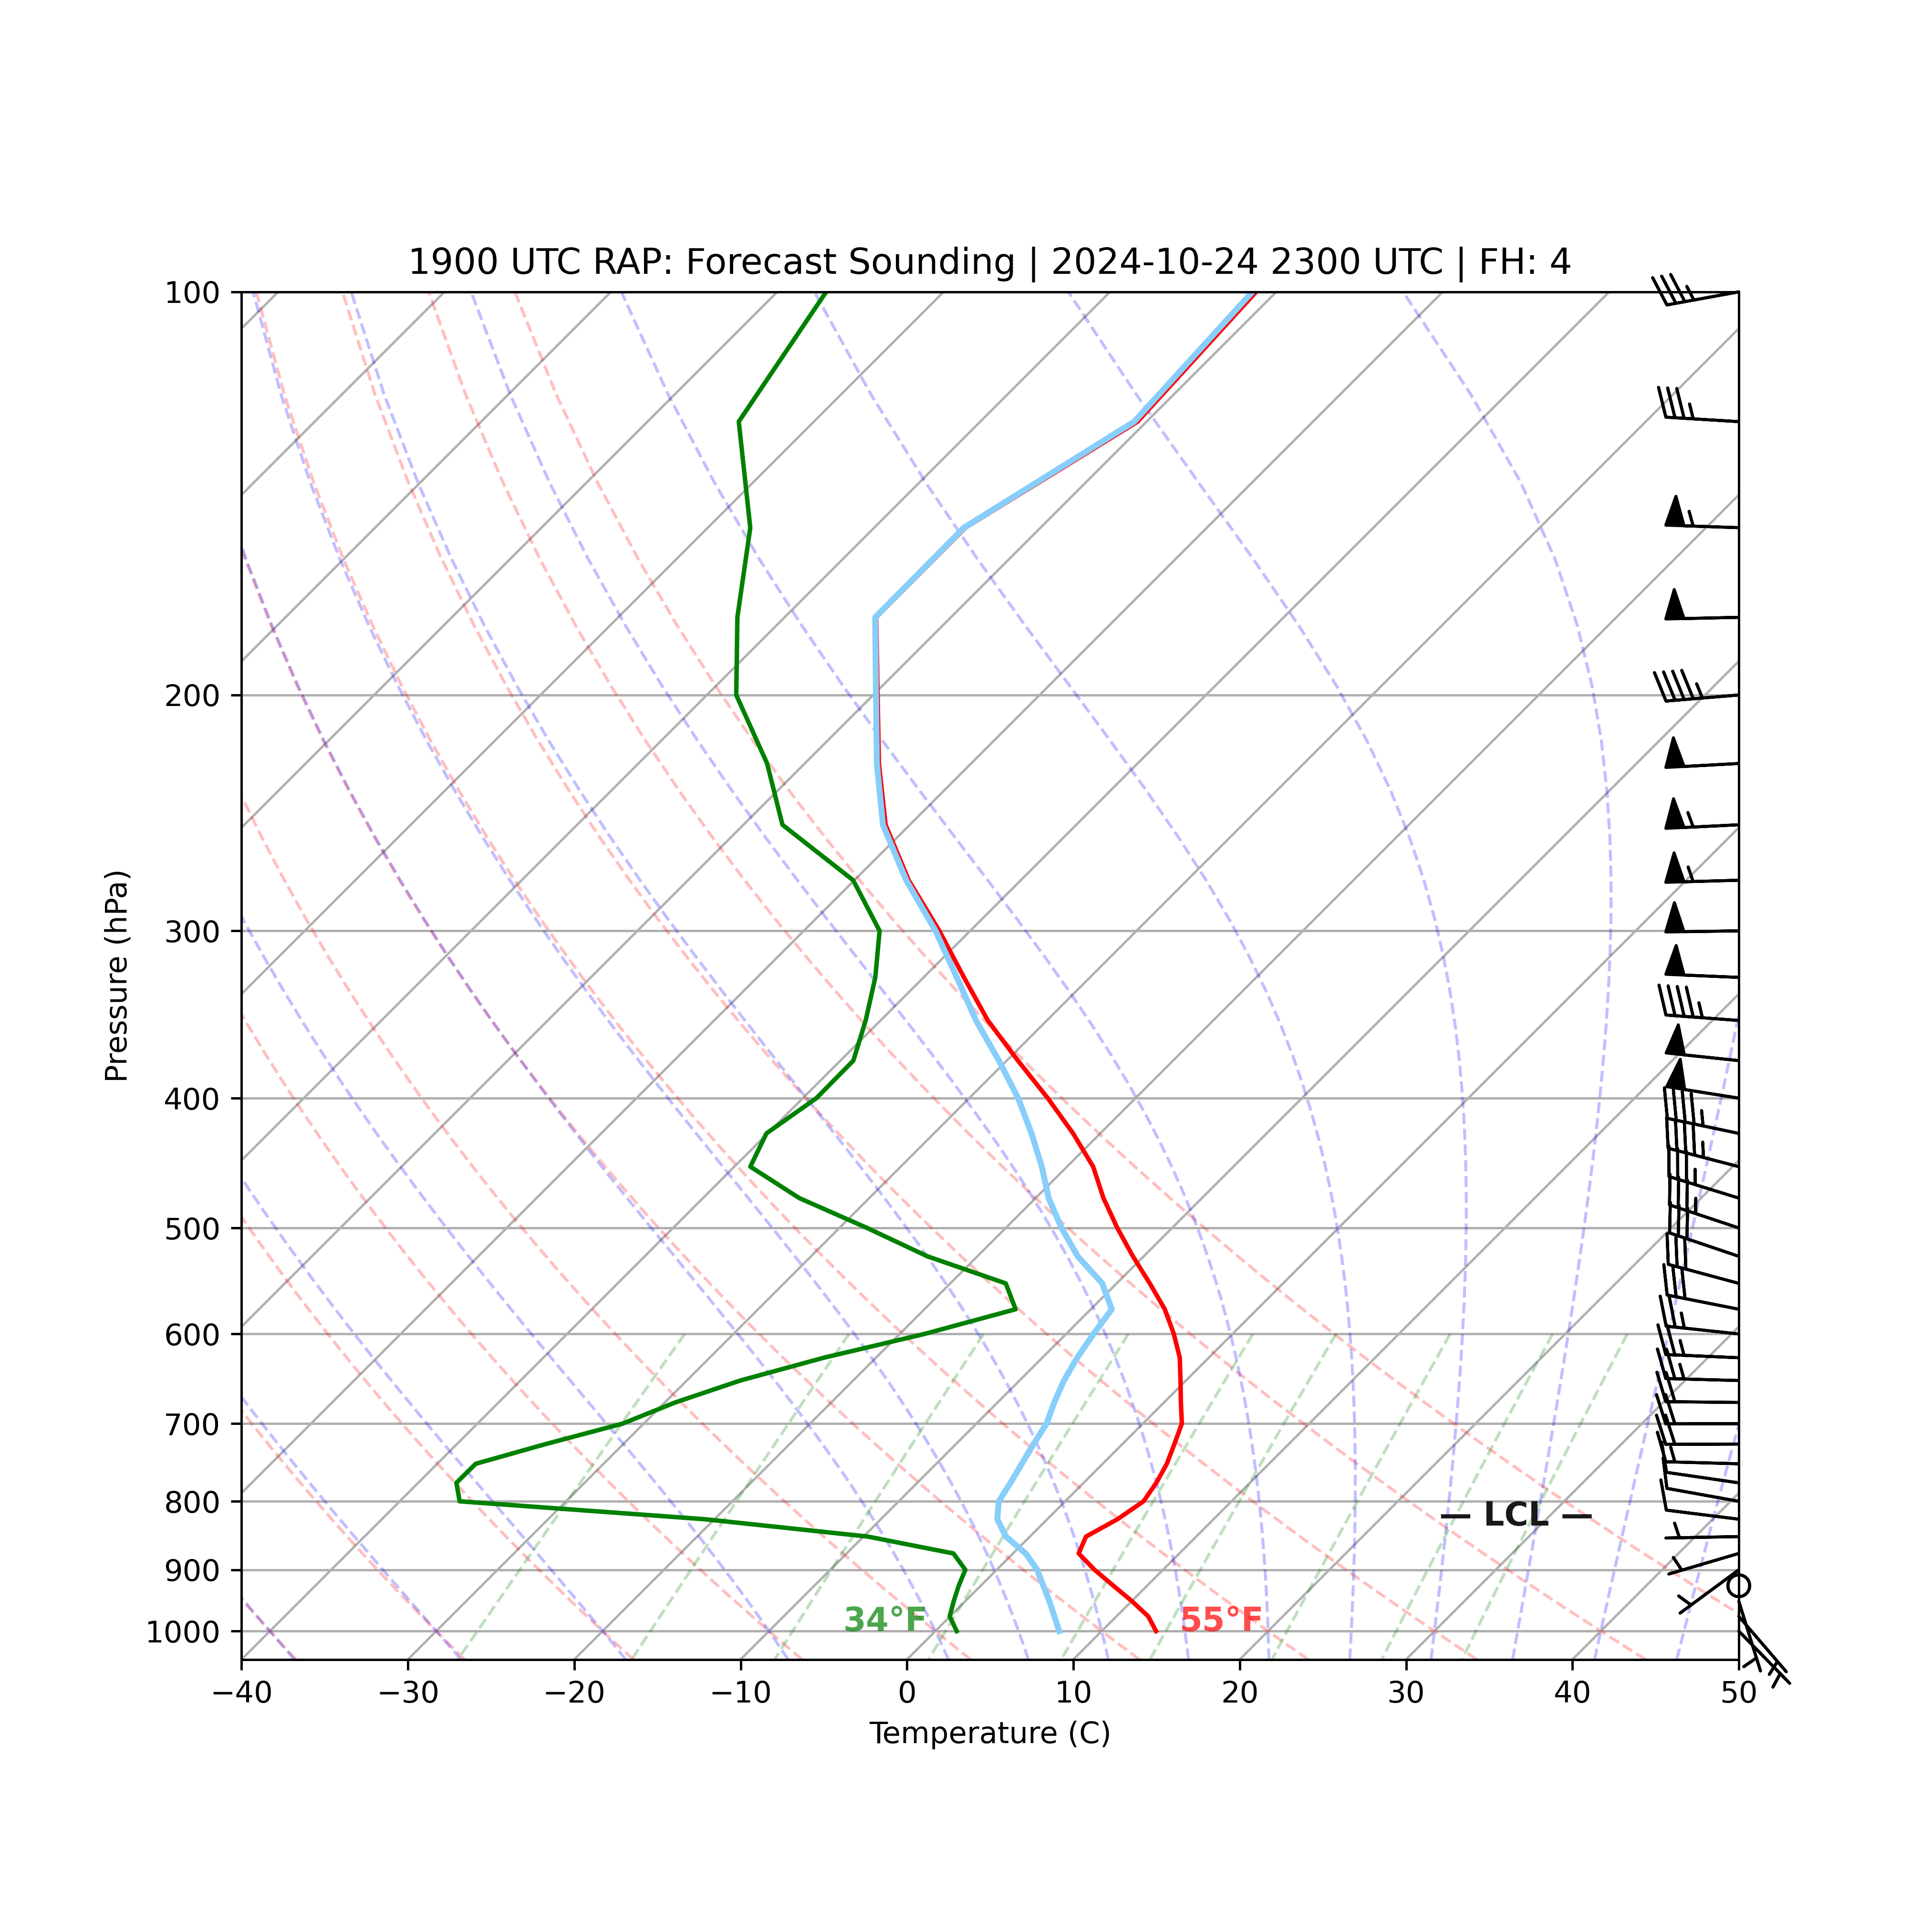 1900 UTC RAP: Forecast Sounding | 2024-10-24 2300 UTC | FH: 4
100
200
300
400
500
600
700
800
900
1000
Pressure (hPa)
— LCL —
34°F
55°F
−40 −30 −20 −10 0 10 20 30 40 50
Temperature (C)